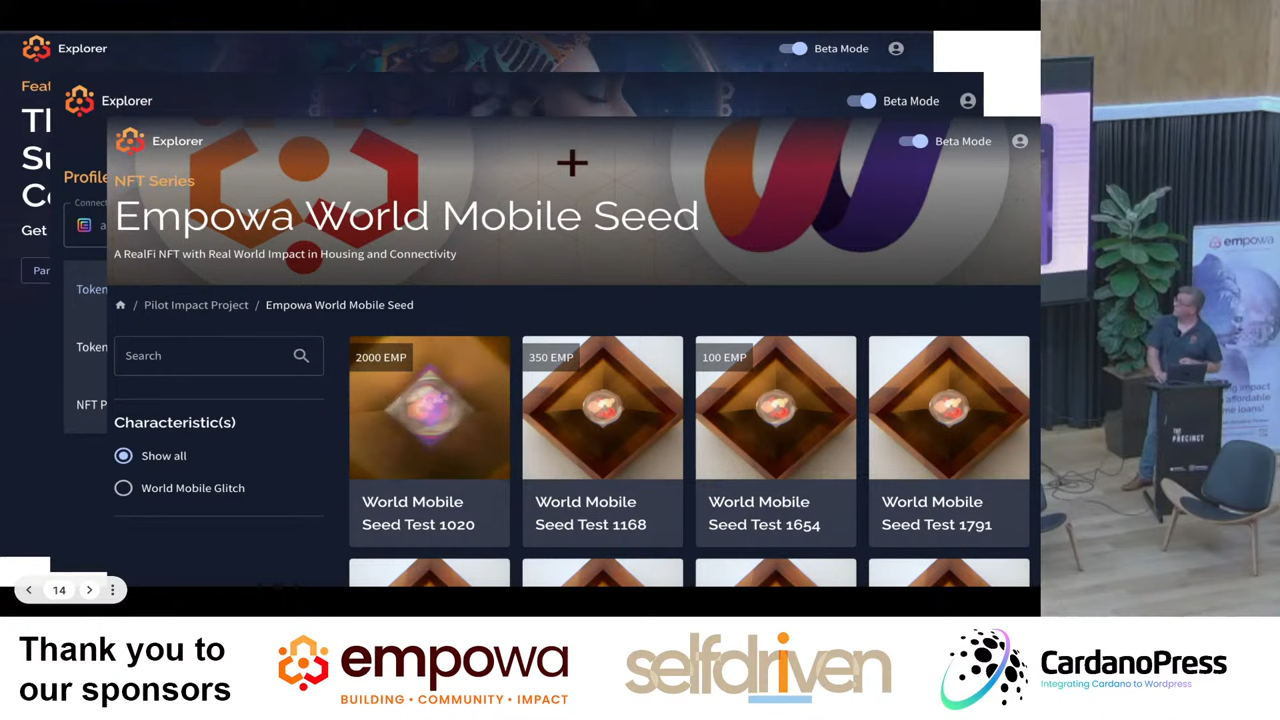 Explorer
Beta Mode
Explorer
Beta Mode
Explorer
Beta Mode
Feat
Get
Par
Profile
Connec
Token
Token
NFT P
NFT Series
Empowa World Mobile Seed
A RealFi NFT with Real World Impact in Housing and Connectivity
/ Pilot Impact Project / Empowa World Mobile Seed
Search
Characteristic(s)
Show all
World Mobile Glitch
2000 EMP
World Mobile
Seed Test 1020
350 EMP
World Mobile
Seed Test 1168
100 EMP
World Mobile
Seed Test 1654
World Mobile
Seed Test 1791
14
empowa
THE
PRECINCT
Thank you to
our sponsors
empowa
BUILDING • COMMUNITY • IMPACT
selfdriven
CardanoPress
Integrating Cardano to Wordpress